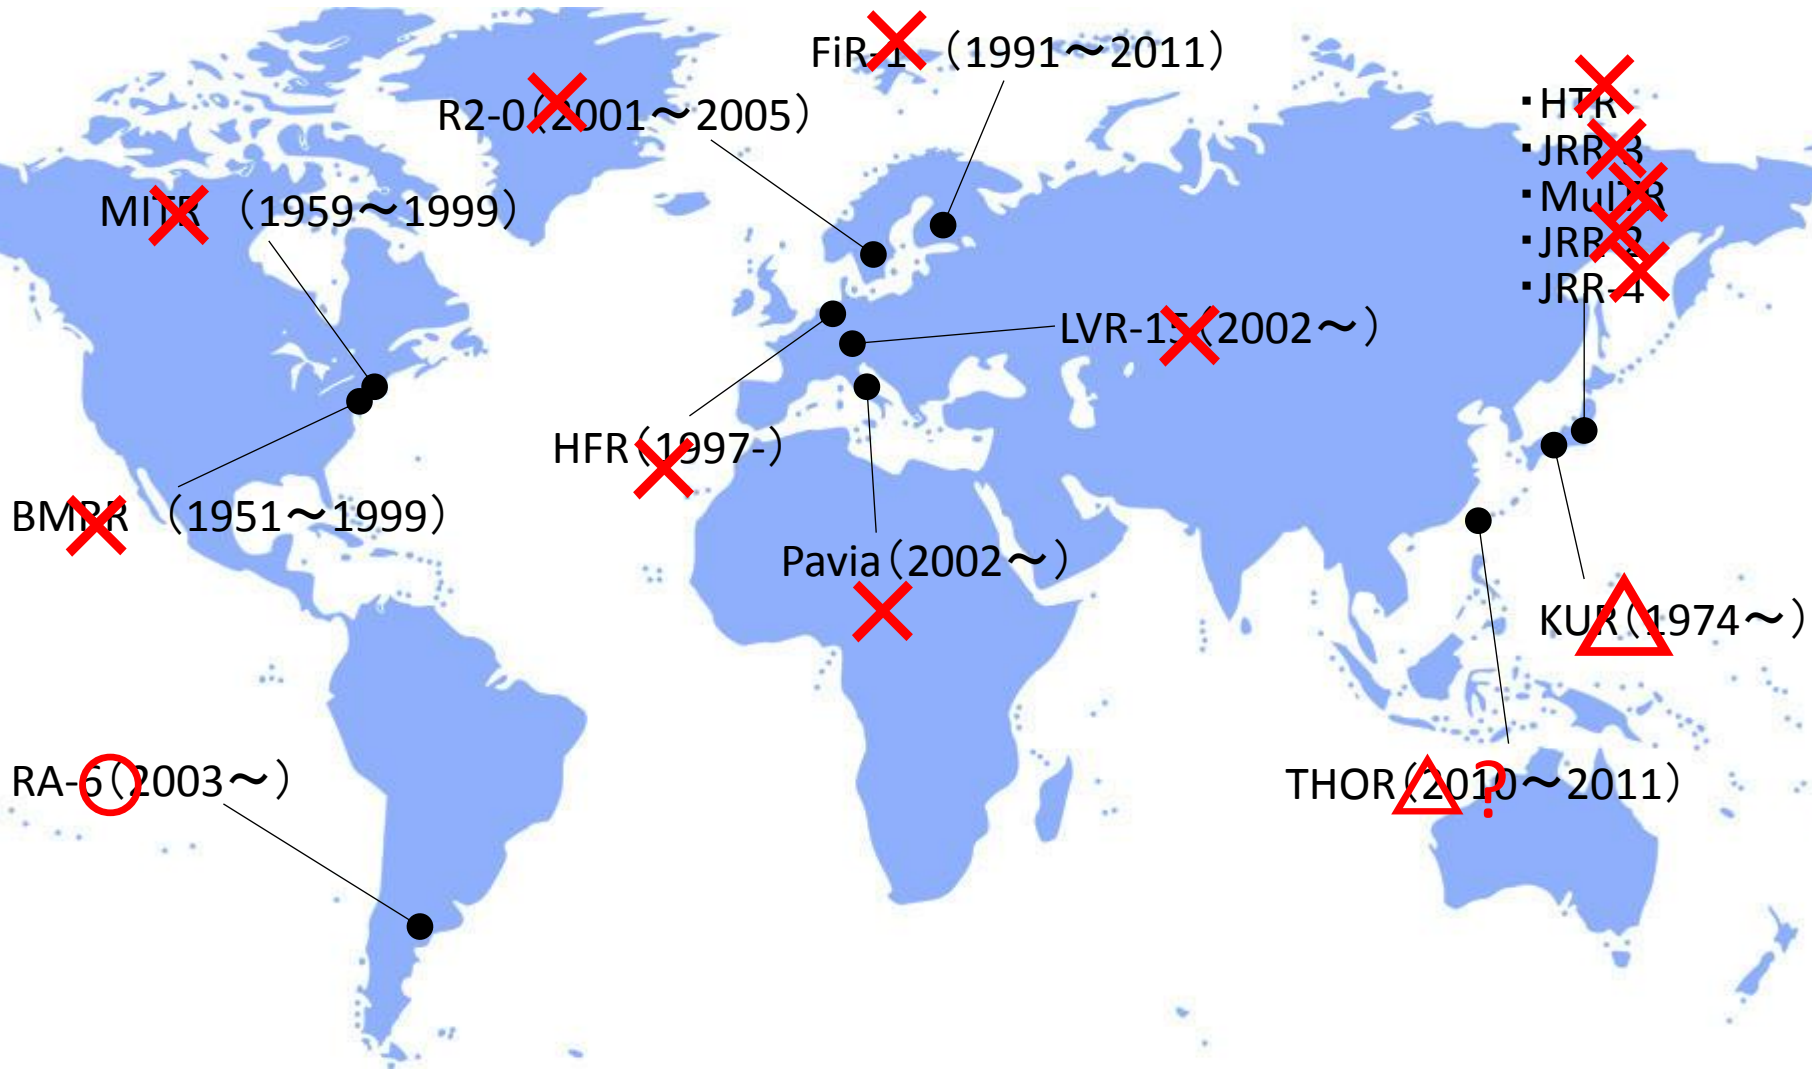 FiR-1 （1991～2011）
R2-0（2001～2005）
・HTR
・JRR-3
・MuITR
・JRR-2
・JRR-4
MITR （1959～1999）
LVR-15（2002～）
HFR（1997-）
BMRR （1951～1999）
Pavia（2002～）
KUR（1974～）
RA-6（2003～）
THOR（2010～2011）
?